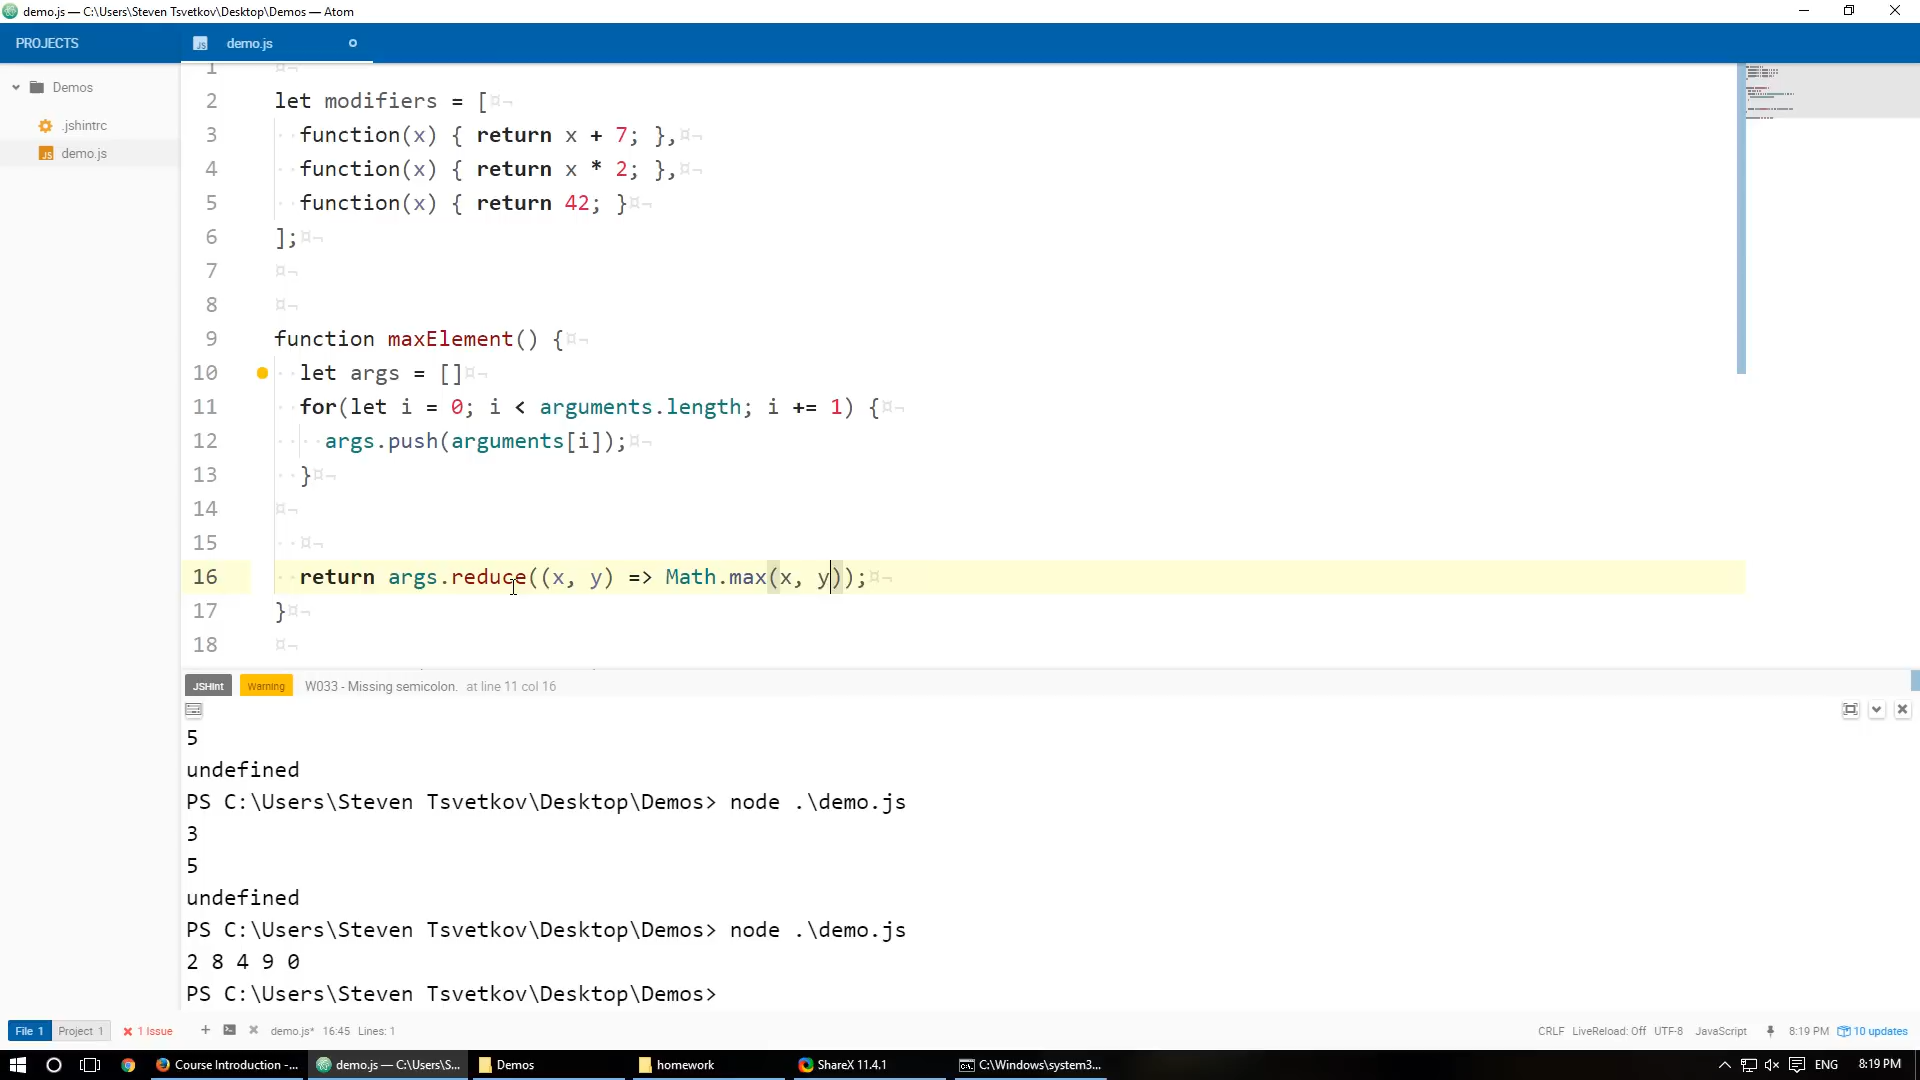 demo.js — C:\Users\Steven Tsvetkov\Desktop\Demos — Atom
PROJECTS
demo.js
Demos
.jshintrc
demo.js
1
2 let modifiers = [
3 function(x) { return x + 7; },
4 function(x) { return x * 2; },
5 function(x) { return 42; }
6 ];
7
8
9 function maxElement() {
10 let args = []
11 for(let i = 0; i < arguments.length; i += 1) {
12 args.push(arguments[i]);
13 }
14
15
16 return args.reduce((x, y) => Math.max(x, y));
17 }
18
JSHint Warning W033 - Missing semicolon. at line 11 col 16
5
undefined
PS C:\Users\Steven Tsvetkov\Desktop\Demos> node .\demo.js
3
5
undefined
PS C:\Users\Steven Tsvetkov\Desktop\Demos> node .\demo.js
2 8 4 9 0
PS C:\Users\Steven Tsvetkov\Desktop\Demos>
File 1 Project 1 1 Issue demo.js* 16:45 Lines: 1 CRLF LiveReload: Off UTF-8 JavaScript 8:19 PM 10 updates
Course Introduction -... demo.js — C:\Users\S... Demos homework ShareX 11.4.1 C:\Windows\system3... ENG 8:19 PM